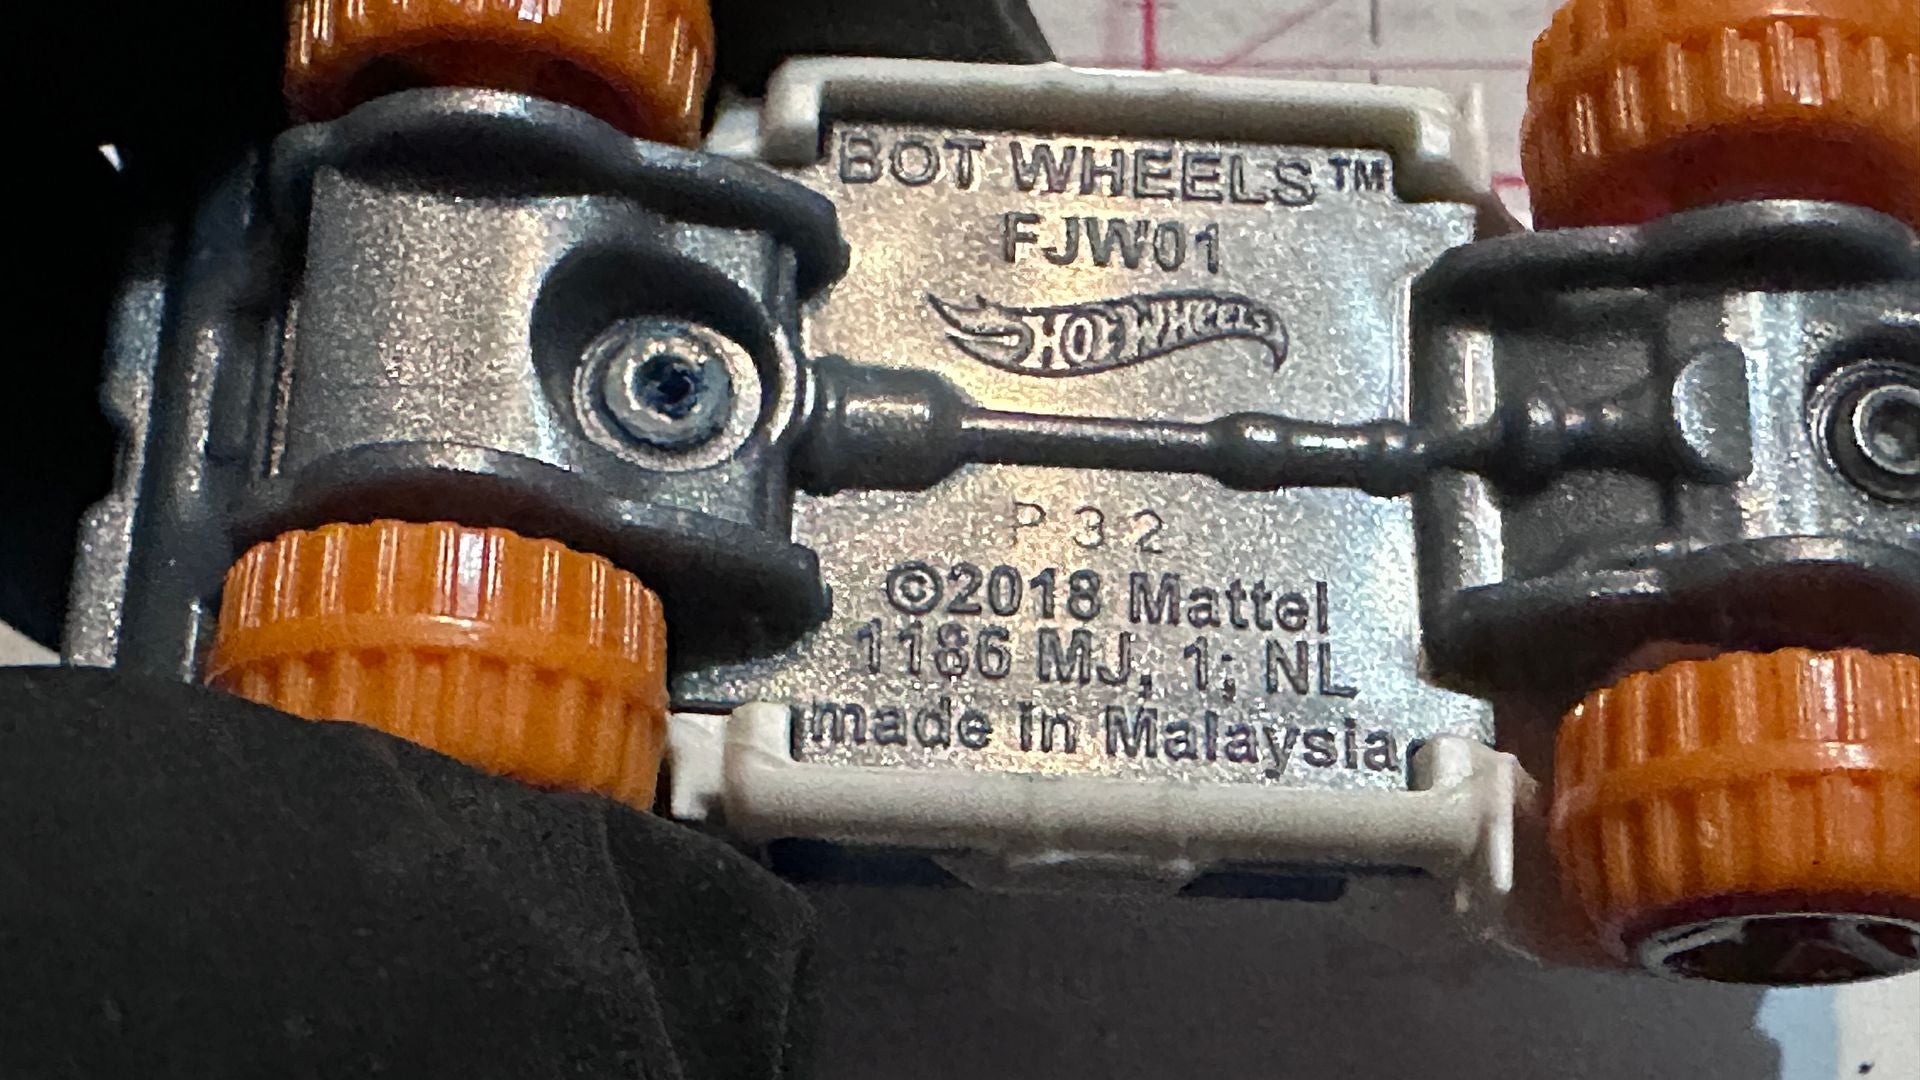 BOT WHEELS™
FJW01
HOT WHEELS
P32
©2018 Mattel
1186 MJ, 1; NL
made in Malaysia